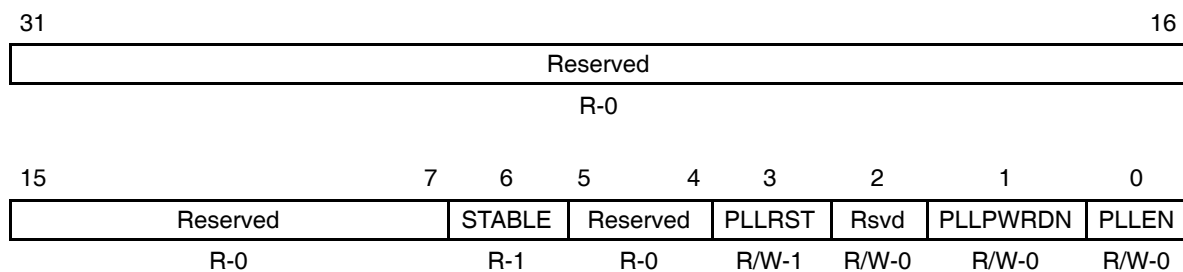 31 16
Reserved
R-0
15 7 6 5 4 3 2 1 0
Reserved STABLE Reserved PLLRST Rsvd PLLPWRDN PLLEN
R-0 R-1 R-0 R/W-1 R/W-0 R/W-0 R/W-0